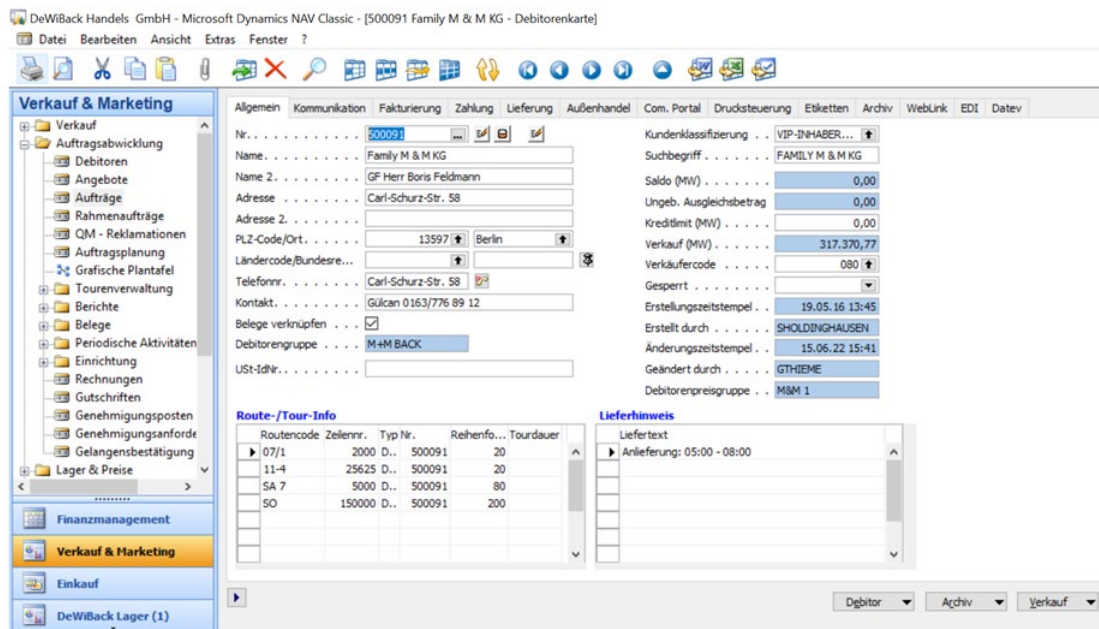 DeWiBack Handels GmbH - Microsoft Dynamics NAV Classic - [500091 Family M & M KG - Debitorenkarte]
Datei Bearbeiten Ansicht Extras Fenster ?
Verkauf & Marketing
Verkauf
Auftragsabwicklung
Debitoren
Angebote
Aufträge
Rahmenaufträge
QM - Reklamationen
Auftragsplanung
Grafische Plantafel
Tourenverwaltung
Berichte
Belege
Periodische Aktivitäten
Einrichtung
Rechnungen
Gutschriften
Genehmigungsposten
Genehmigungsanforde
Gelangensbestätigung
Lager & Preise
Finanzmanagement
Verkauf & Marketing
Einkauf
DeWiBack Lager (1)
Allgemein Kommunikation Fakturierung Zahlung Lieferung Außenhandel Com. Portal Drucksteuerung Etiketten Archiv WebLink EDI Datev
Nr. . . . . . . . . . . . . 500091 ...
Name. . . . . . . . . . . Family M & M KG
Name 2. . . . . . . . . . GF Herr Boris Feldmann
Adresse . . . . . . . . . Carl-Schurz-Str. 58
Adresse 2. . . . . . . . .
PLZ-Code/Ort. . . . . . 13597 Berlin
Ländercode/Bundesre...
Telefonnr. . . . . . . . . Carl-Schurz-Str. 58
Kontakt. . . . . . . . . . Gülcan 0163/776 89 12
Belege verknüpfen . . .
Debitorengruppe . . . . M+M BACK
USt-IdNr. . . . . . . . . .
Kundenklassifizierung . . VIP-INHABER...
Suchbegriff . . . . . . . FAMILY M & M KG
Saldo (MW) . . . . . . . 0,00
Ungeb. Ausgleichsbetrag 0,00
Kreditlimit (MW) . . . . . 0,00
Verkauf (MW) . . . . . . 317.370,77
Verkäufercode . . . . . 080
Gesperrt . . . . . . . . .
Erstellungszeitstempel . . 19.05.16 13:45
Erstellt durch . . . . . . SHOLDINGHAUSEN
Änderungszeitstempel . . 15.06.22 15:41
Geändert durch . . . . . GTHIEME
Debitorenpreisgruppe . . M&M 1
Route-/Tour-Info
Routencode Zeilennr. Typ Nr. Reihenfo... Tourdauer
07/1 2000 D.. 500091 20
11-4 25625 D.. 500091 20
SA 7 5000 D.. 500091 80
SO 150000 D.. 500091 200
Lieferhinweis
Liefertext
Anlieferung: 05:00 - 08:00
Debitor Archiv Verkauf